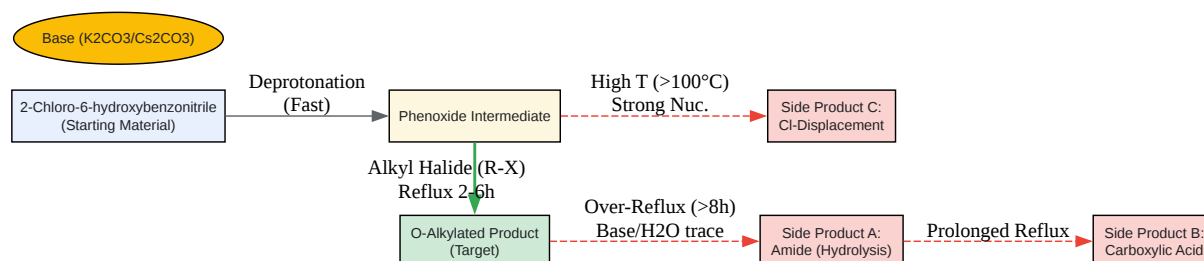 Base (K2CO3/Cs2CO3)
2-Chloro-6-hydroxybenzonitrile
(Starting Material)
Deprotonation
(Fast)
Phenoxide Intermediate
High T (>100°C)
Strong Nuc.
Side Product C:
Cl-Displacement
Alkyl Halide (R-X)
Reflux 2-6h
O-Alkylated Product
(Target)
Over-Reflux (>8h)
Base/H2O trace
Side Product A:
Amide (Hydrolysis)
Prolonged Reflux
Side Product B:
Carboxylic Acid